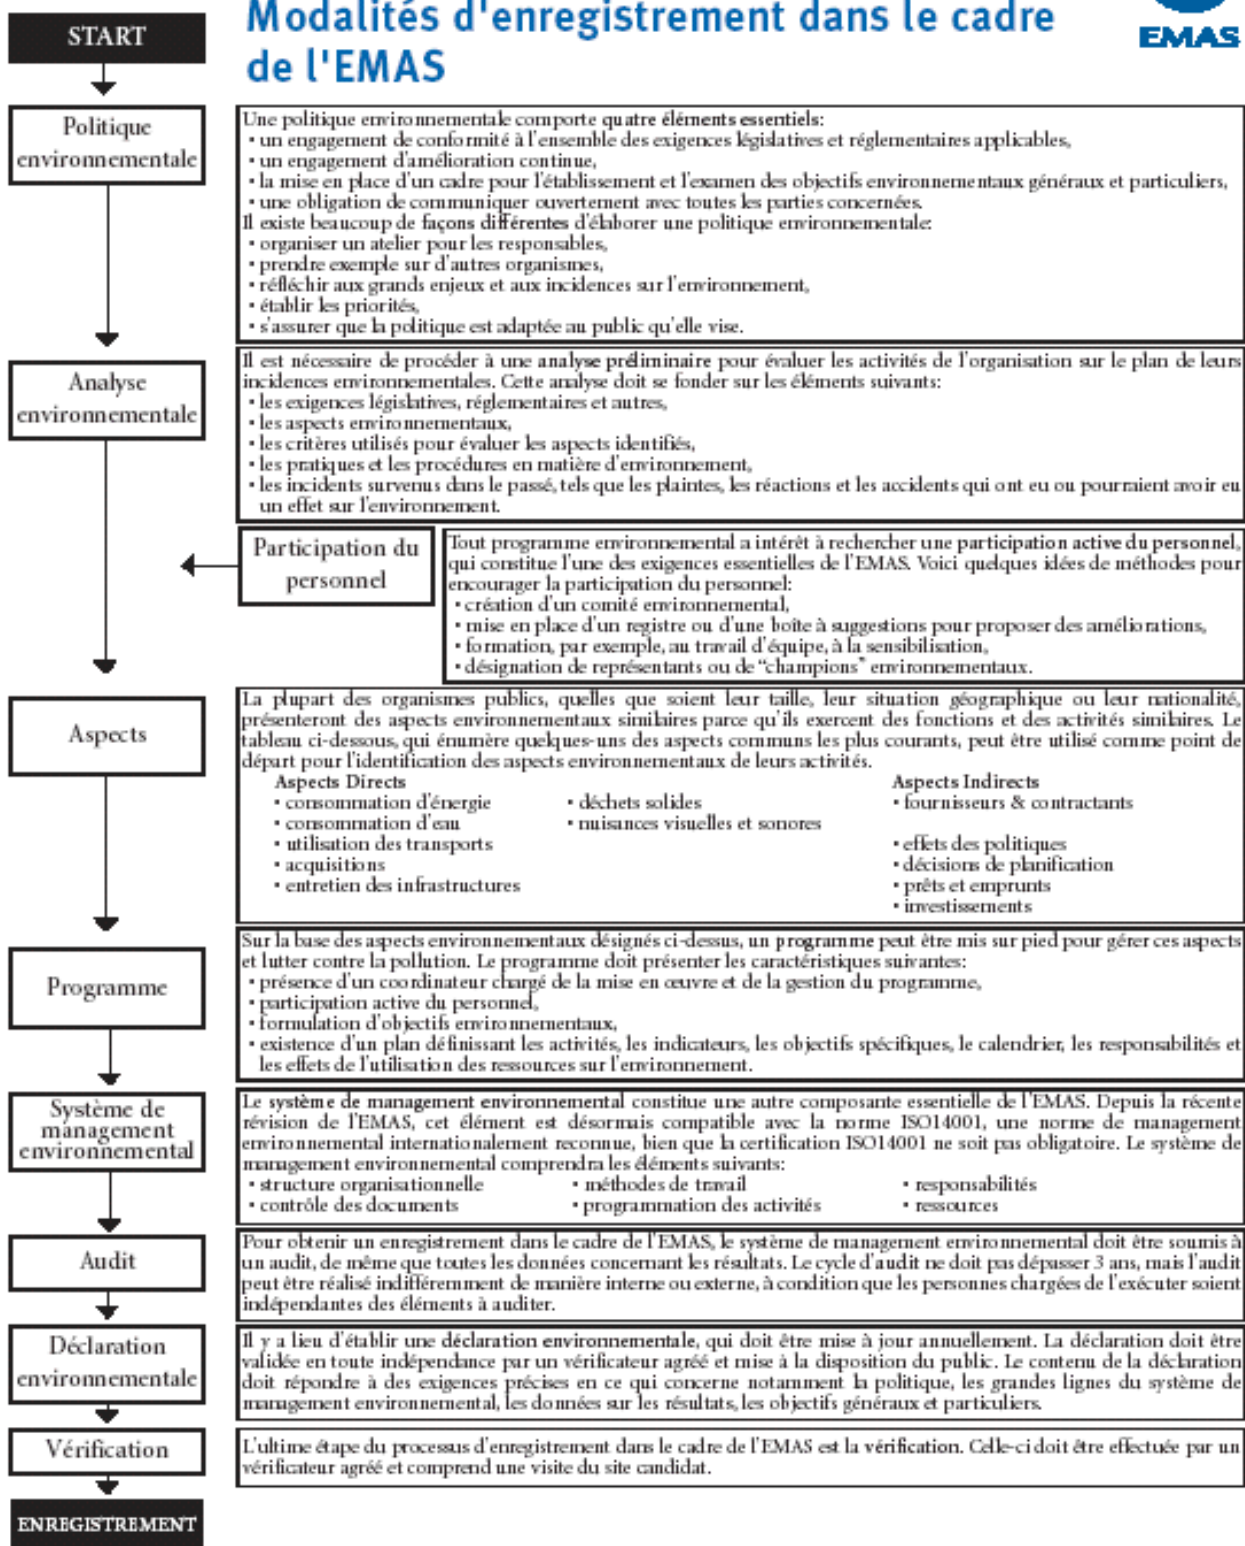 Modalités d'enregistrement dans le cadre
de l'EMAS
EMAS
START
Politique
environnementale
Une politique environnementale comporte quatre éléments essentiels:
• un engagement de conformité à l'ensemble des exigences législatives et réglementaires applicables,
• un engagement d'amélioration continue,
• la mise en place d'un cadre pour l'établissement et l'examen des objectifs environnementaux généraux et particuliers,
• une obligation de communiquer ouvertement avec toutes les parties concernées.
Il existe beaucoup de façons différentes d'élaborer une politique environnementale:
• organiser un atelier pour les responsables,
• prendre exemple sur d'autres organismes,
• réfléchir aux grands enjeux et aux incidences sur l'environnement,
• établir les priorités,
• s'assurer que la politique est adaptée au public qu'elle vise.
Analyse
environnementale
Il est nécessaire de procéder à une analyse préliminaire pour évaluer les activités de l'organisation sur le plan de leurs
incidences environnementales. Cette analyse doit se fonder sur les éléments suivants:
• les exigences législatives, réglementaires et autres,
• les aspects environnementaux,
• les critères utilisés pour évaluer les aspects identifiés,
• les pratiques et les procédures en matière d'environnement,
• les incidents survenus dans le passé, tels que les plaintes, les réactions et les accidents qui ont eu ou pourraient avoir eu
un effet sur l'environnement.
Participation du
personnel
Tout programme environnemental a intérêt à rechercher une participation active du personnel,
qui constitue l'une des exigences essentielles de l'EMAS. Voici quelques idées de méthodes pour
encourager la participation du personnel:
• création d'un comité environnemental,
• mise en place d'un registre ou d'une boîte à suggestions pour proposer des améliorations,
• formation, par exemple, au travail d'équipe, à la sensibilisation,
• désignation de représentants ou de “champions” environnementaux.
Aspects
La plupart des organismes publics, quelles que soient leur taille, leur situation géographique ou leur nationalité,
présenteront des aspects environnementaux similaires parce qu'ils exercent des fonctions et des activités similaires. Le
tableau ci-dessous, qui énumère quelques-uns des aspects communs les plus courants, peut être utilisé comme point de
départ pour l'identification des aspects environnementaux de leurs activités.
Aspects Directs Aspects Indirects
• consommation d'énergie • déchets solides • fournisseurs & contractants
• consommation d'eau • nuisances visuelles et sonores
• utilisation des transports • effets des politiques
• acquisitions • décisions de planification
• entretien des infrastructures • prêts et emprunts
• investissements
Programme
Sur la base des aspects environnementaux désignés ci-dessus, un programme peut être mis sur pied pour gérer ces aspects
et lutter contre la pollution. Le programme doit présenter les caractéristiques suivantes:
• présence d'un coordinateur chargé de la mise en œuvre et de la gestion du programme,
• participation active du personnel,
• formulation d'objectifs environnementaux,
• existence d'un plan définissant les activités, les indicateurs, les objectifs spécifiques, le calendrier, les responsabilités et
les effets de l'utilisation des ressources sur l'environnement.
Système de
management
environnemental
Le système de management environnemental constitue une autre composante essentielle de l'EMAS. Depuis la récente
révision de l'EMAS, cet élément est désormais compatible avec la norme ISO14001, une norme de management
environnemental internationalement reconnue, bien que la certification ISO14001 ne soit pas obligatoire. Le système de
management environnemental comprendra les éléments suivants:
• structure organisationnelle • méthodes de travail • responsabilités
• contrôle des documents • programmation des activités • ressources
Audit
Pour obtenir un enregistrement dans le cadre de l'EMAS, le système de management environnemental doit être soumis à
un audit, de même que toutes les données concernant les résultats. Le cycle d'audit ne doit pas dépasser 3 ans, mais l'audit
peut être réalisé indifféremment de manière interne ou externe, à condition que les personnes chargées de l'exécuter soient
indépendantes des éléments à auditer.
Déclaration
environnementale
Il y a lieu d'établir une déclaration environnementale, qui doit être mise à jour annuellement. La déclaration doit être
validée en toute indépendance par un vérificateur agréé et mise à la disposition du public. Le contenu de la déclaration
doit répondre à des exigences précises en ce qui concerne notamment la politique, les grandes lignes du système de
management environnemental, les données sur les résultats, les objectifs généraux et particuliers.
Vérification
L'ultime étape du processus d'enregistrement dans le cadre de l'EMAS est la vérification. Celle-ci doit être effectuée par un
vérificateur agréé et comprend une visite du site candidat.
ENREGISTREMENT